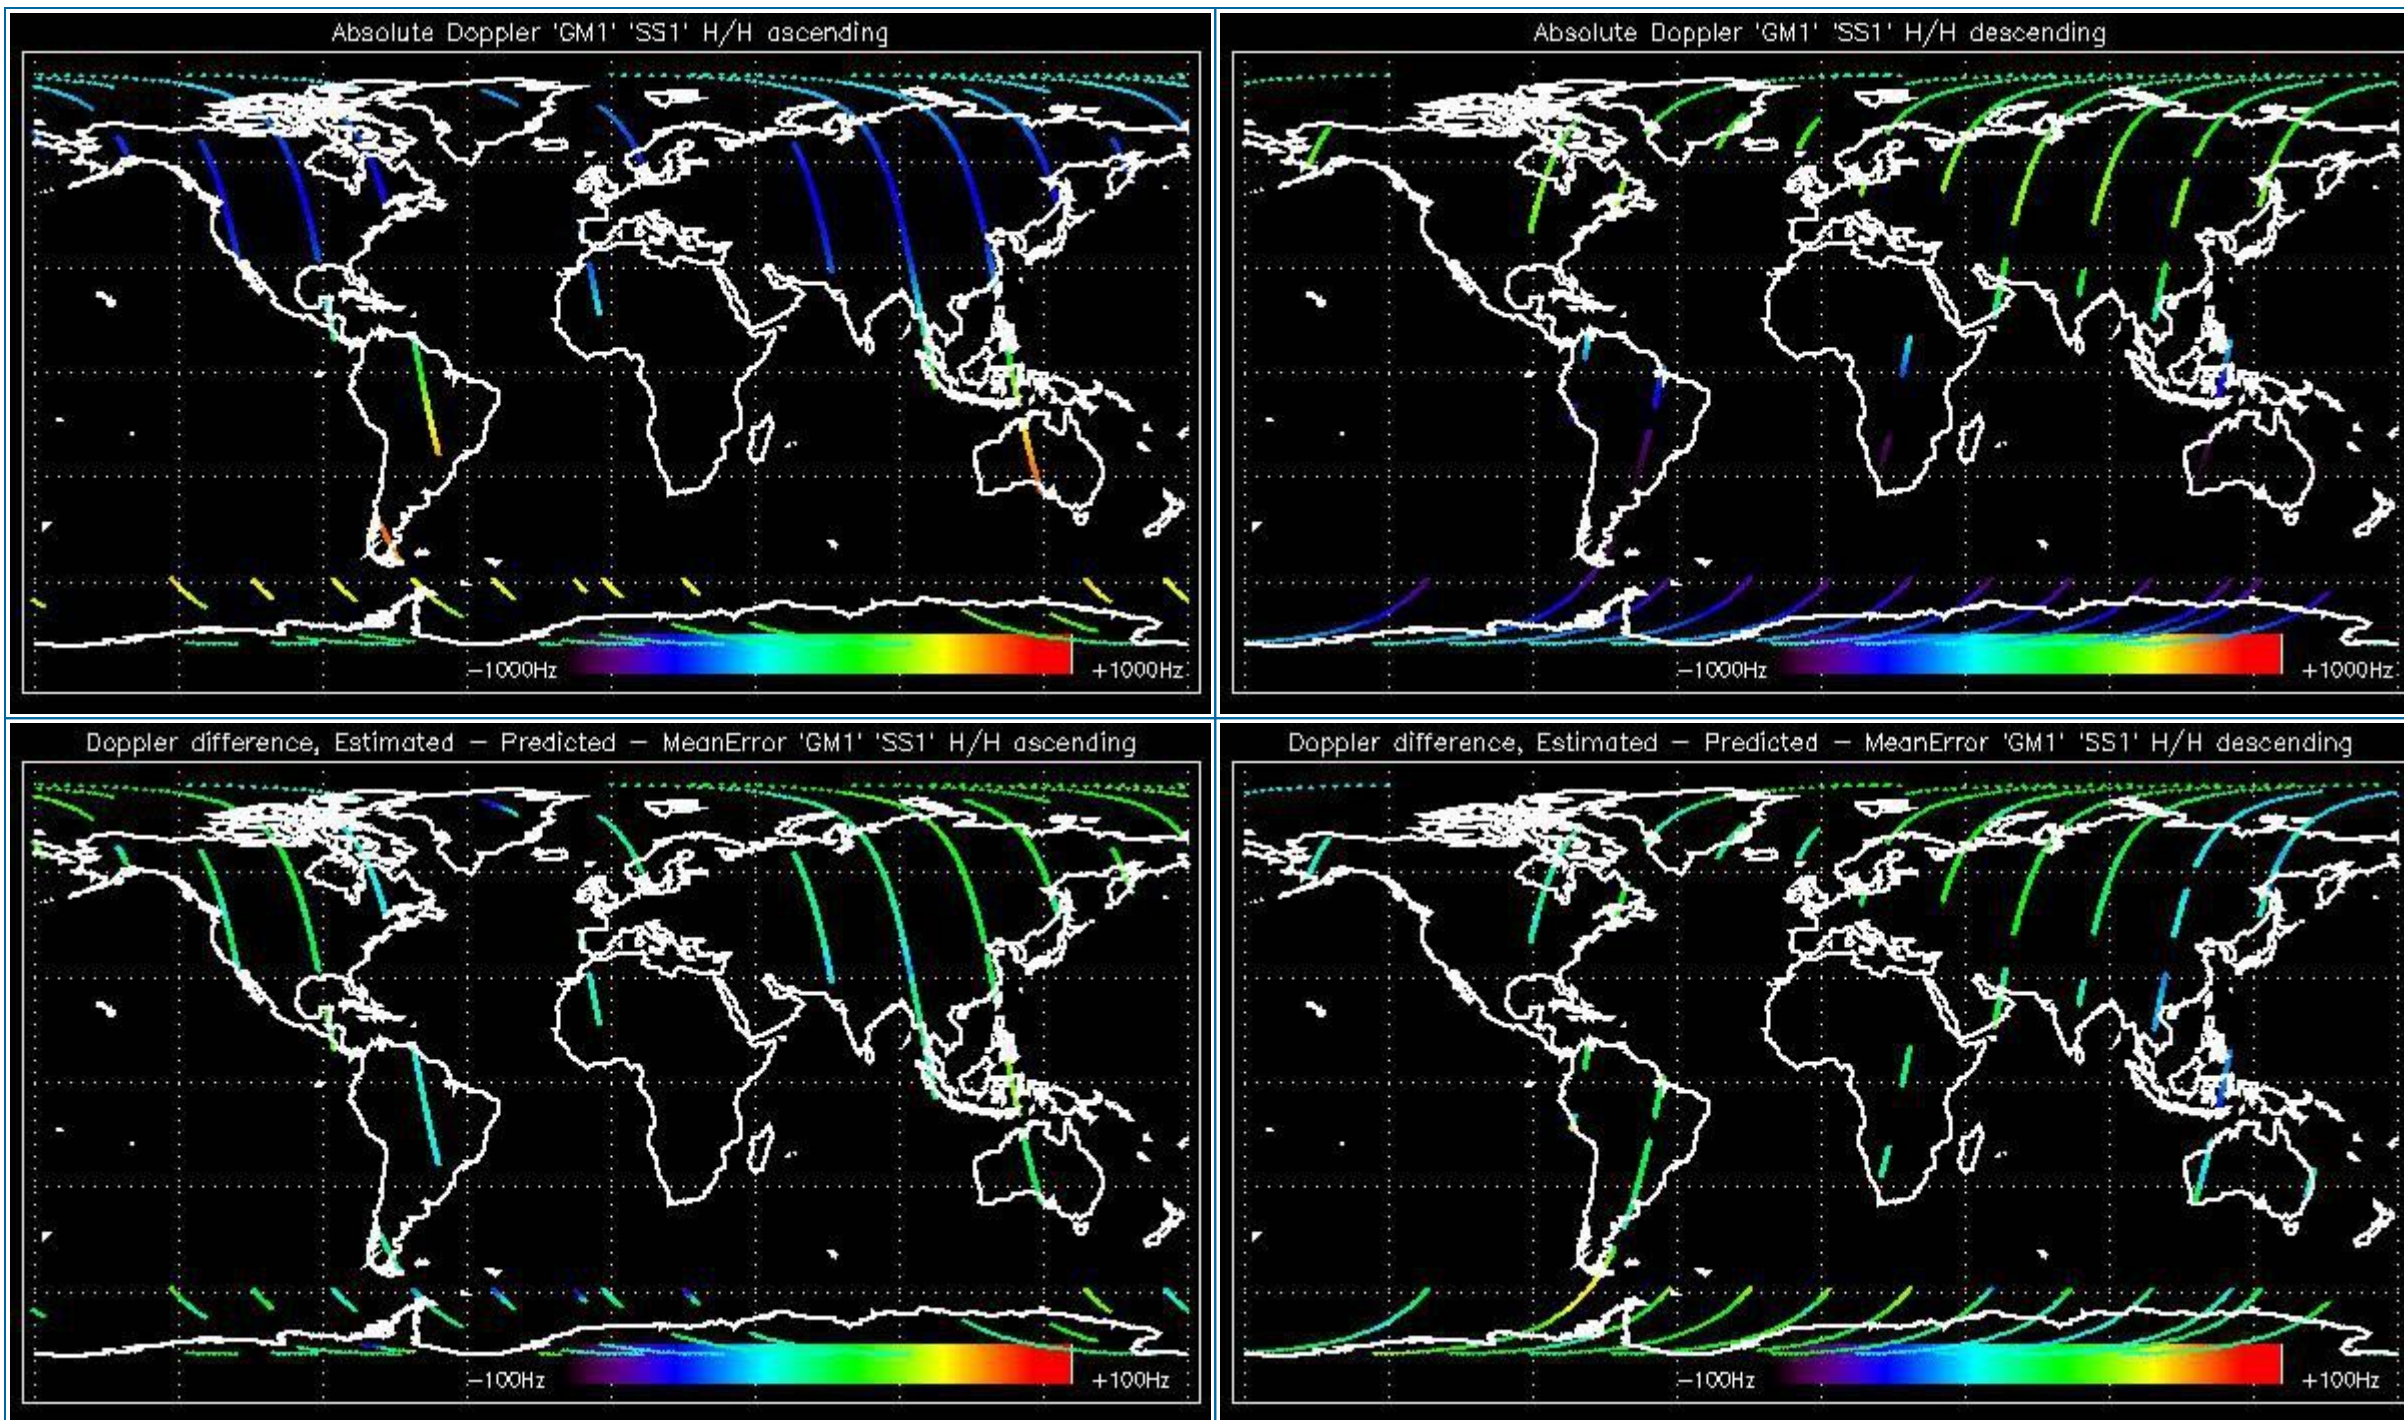 Absolute Doppler 'GM1' 'SS1' H/H ascending
-1000Hz
+1000Hz
Absolute Doppler 'GM1' 'SS1' H/H descending
-1000Hz
+1000Hz
Doppler difference, Estimated - Predicted - MeanError 'GM1' 'SS1' H/H ascending
-100Hz
+100Hz
Doppler difference, Estimated - Predicted - MeanError 'GM1' 'SS1' H/H descending
-100Hz
+100Hz